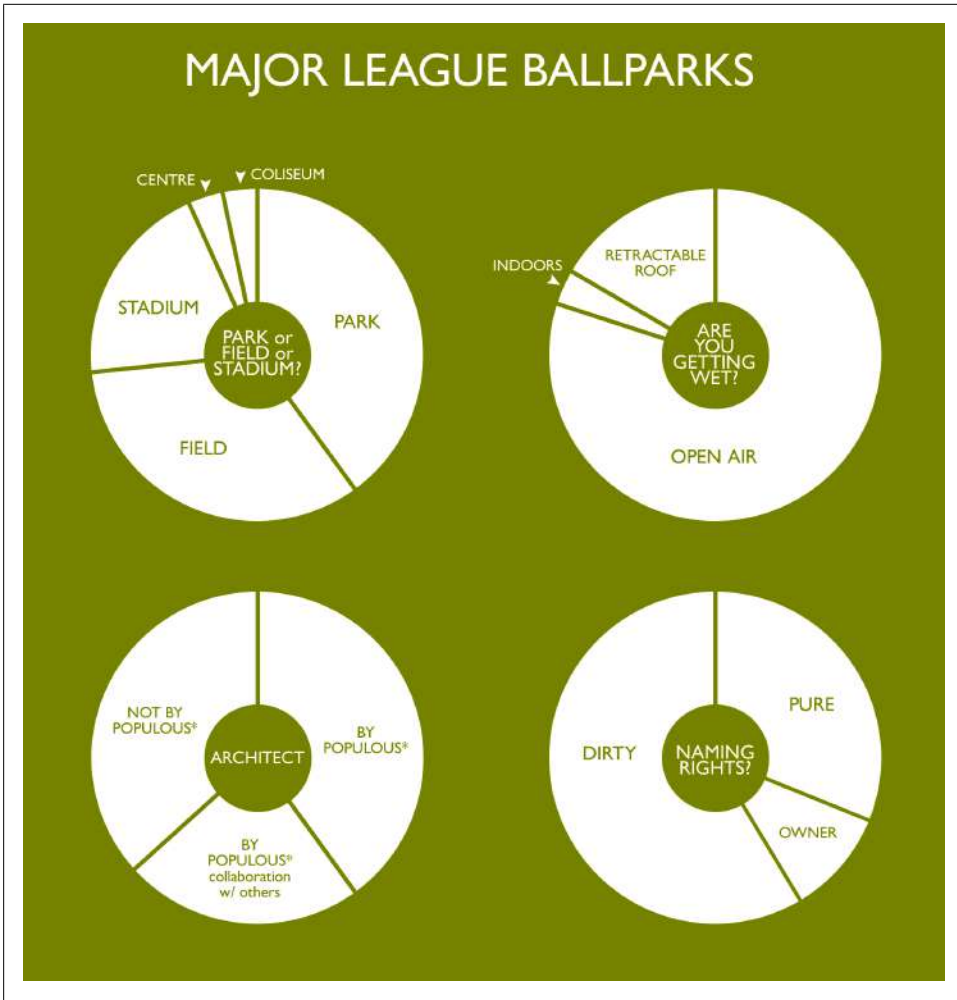 MAJOR LEAGUE BALLPARKS
CENTRE
COLISEUM
STADIUM
PARK
FIELD
PARK or
FIELD or
STADIUM?
INDOORS
RETRACTABLE
ROOF
OPEN AIR
ARE
YOU
GETTING
WET?
NOT BY
POPULOUS*
BY
POPULOUS*
BY
POPULOUS*
collaboration
w/ others
ARCHITECT
DIRTY
PURE
OWNER
NAMING
RIGHTS?